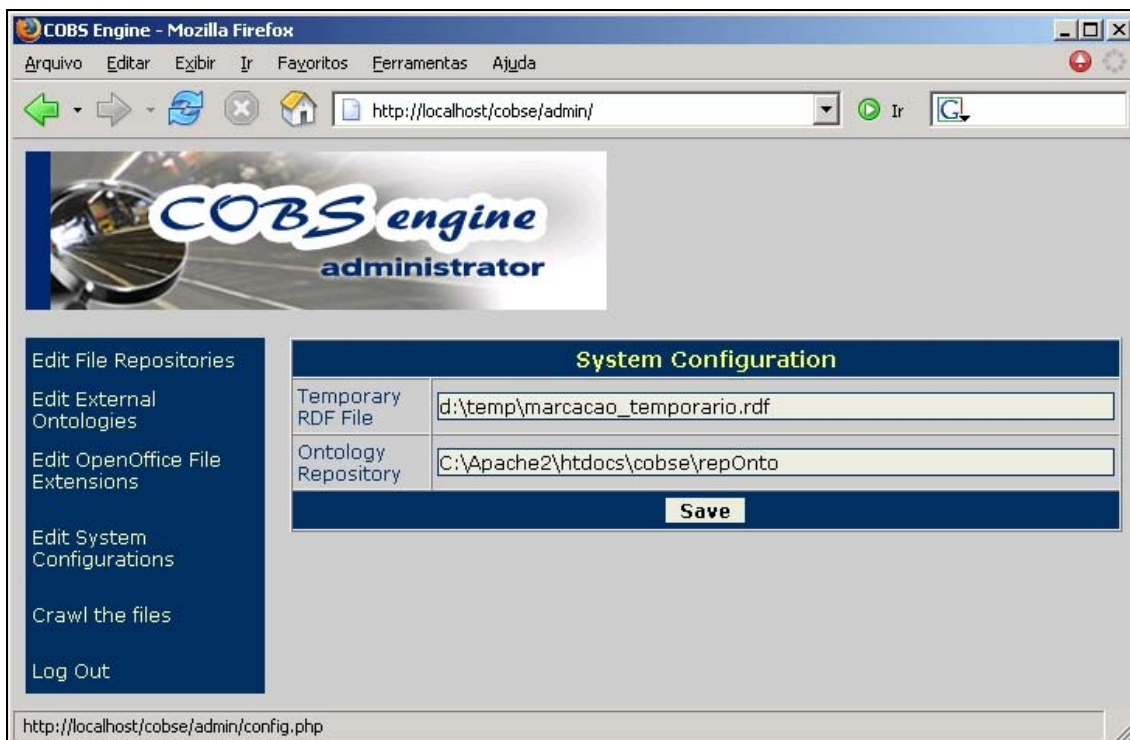 COBS Engine - Mozilla Firefox
Arquivo Editar Exibir Ir Favoritos Ferramentas Ajuda
http://localhost/cobse/admin/ Ir G
COBS engine
administrator
Edit File Repositories
Edit External
Ontologies
Edit OpenOffice File
Extensions
Edit System
Configurations
Crawl the files
Log Out
System Configuration
Temporary
RDF File
d:\temp\marcacao_temporario.rdf
Ontology
Repository
C:\Apache2\htdocs\cobse\repOnto
Save
http://localhost/cobse/admin/config.php